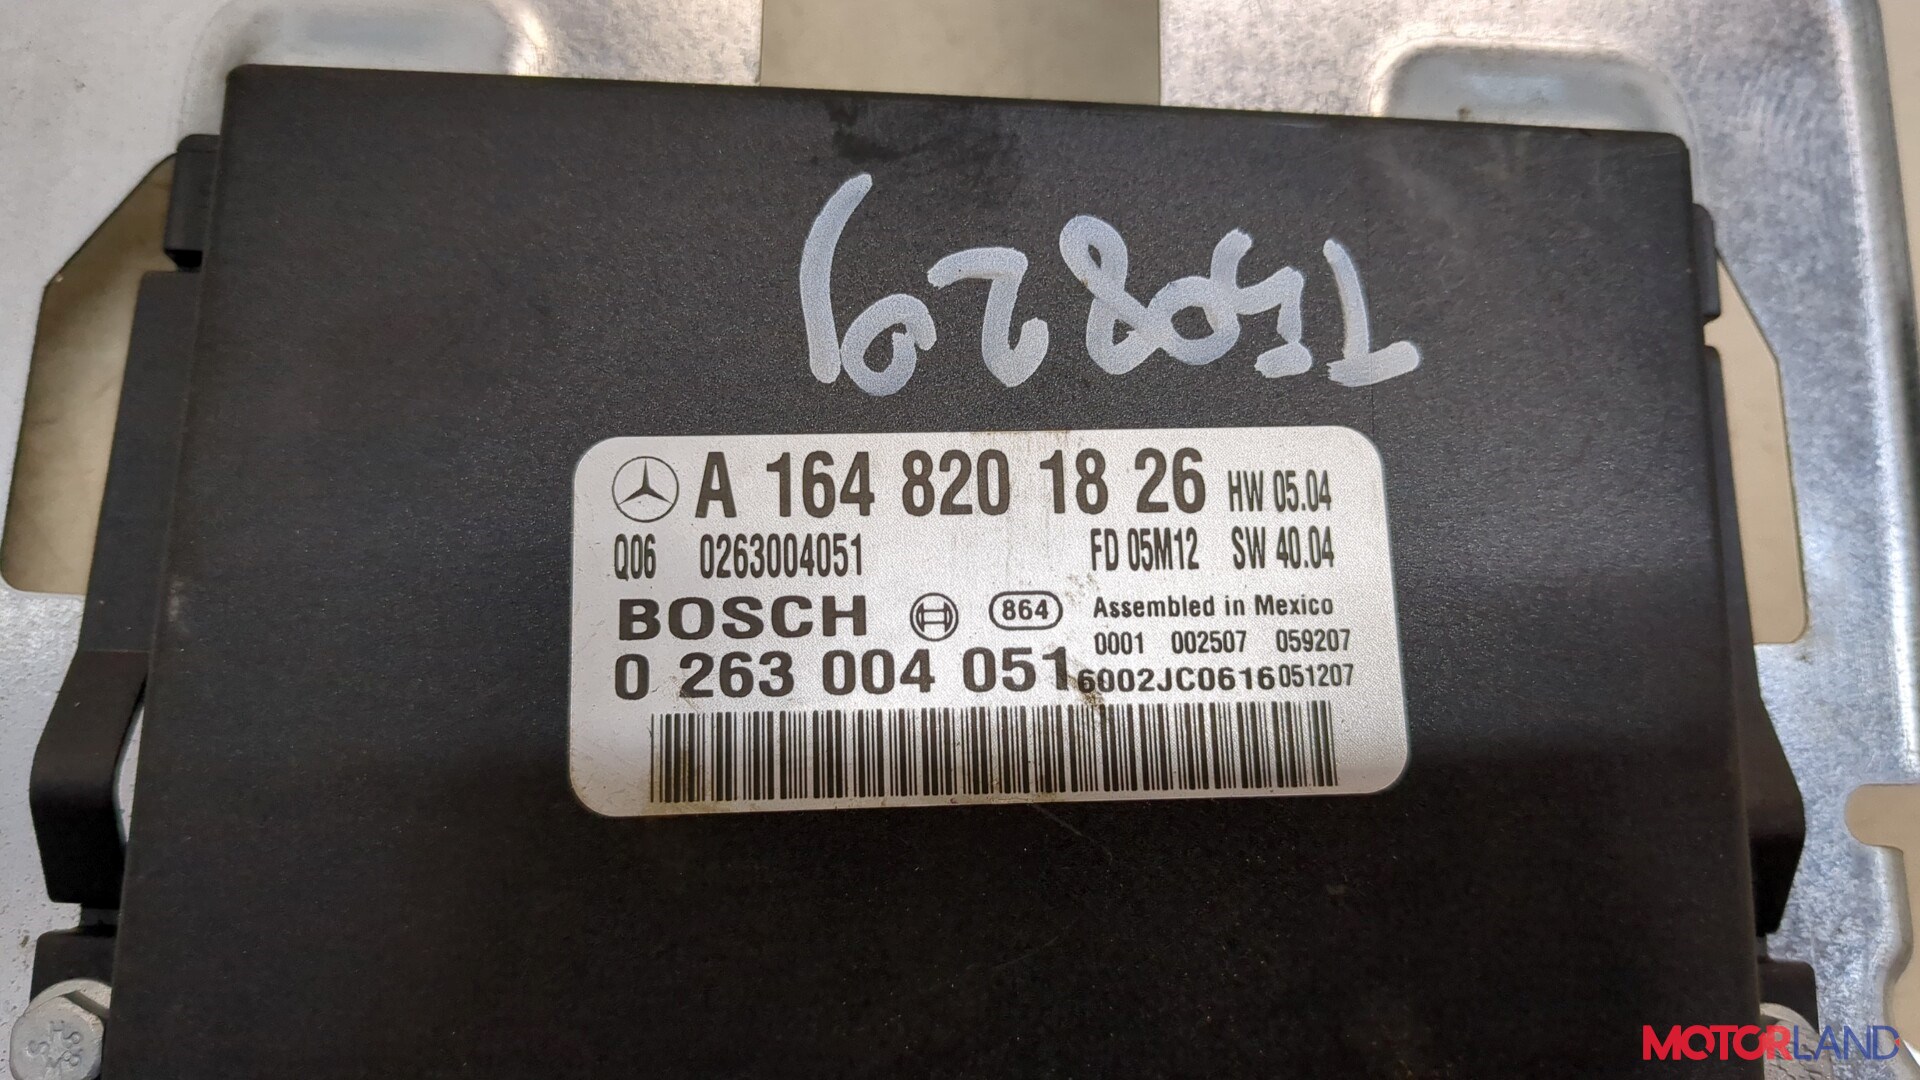 A 164 820 18 26 HW 05.04
Q06 0263004051 FD 05M12 SW 40.04
BOSCH 864 Assembled in Mexico
0001 002507 059207
0 263 004 051 6002JC0616 051207
MOTORLAND